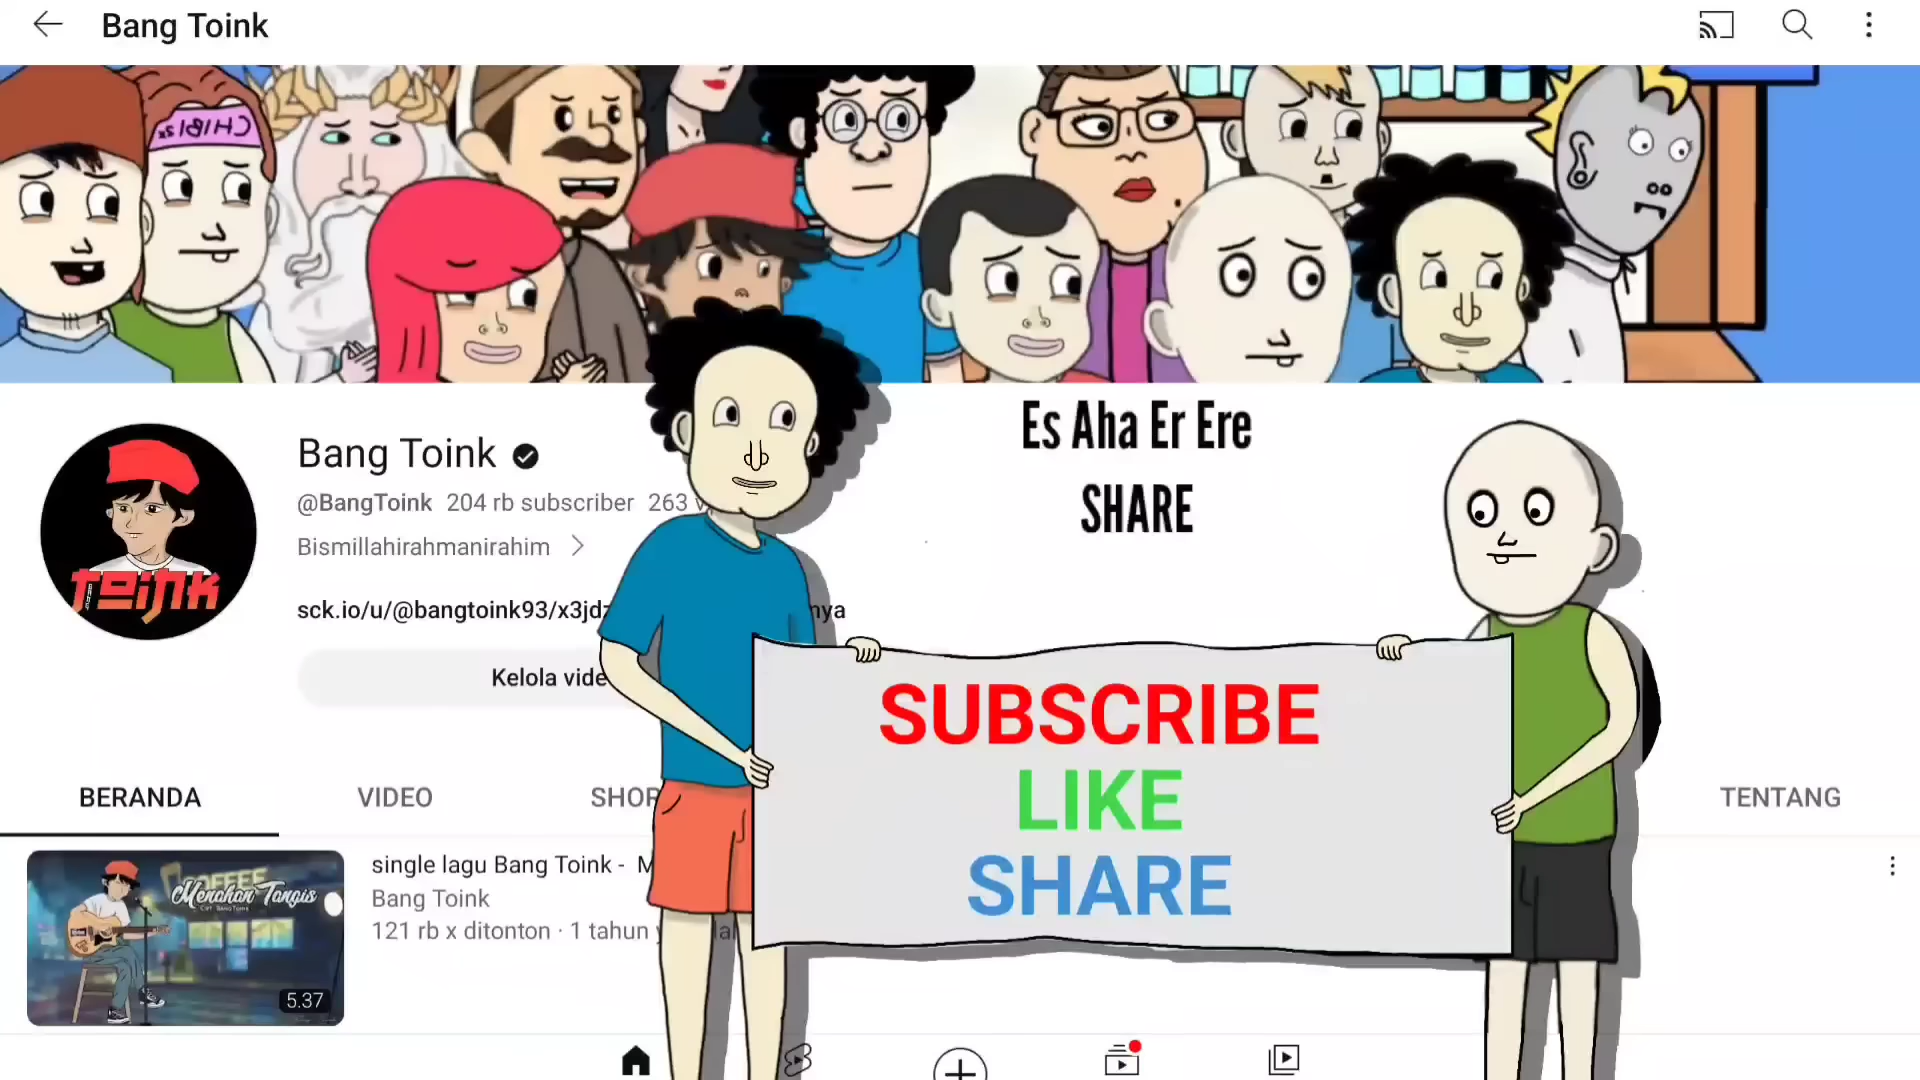 Bang Toink
Bang Toink
@BangToink 204 rb subscriber 263
Bismillahirahmanirahim
sck.io/u/@bangtoink93/x3jdz
nya
Kelola vide
Es Aha Er Ere
SHARE
SUBSCRIBE
LIKE
SHARE
TOINK
BERANDA
VIDEO
SHOR
TENTANG
single lagu Bang Toink - M
Bang Toink
121 rb x ditonton · 1 tahun
COFFEE
Menahan Tangis
5.37